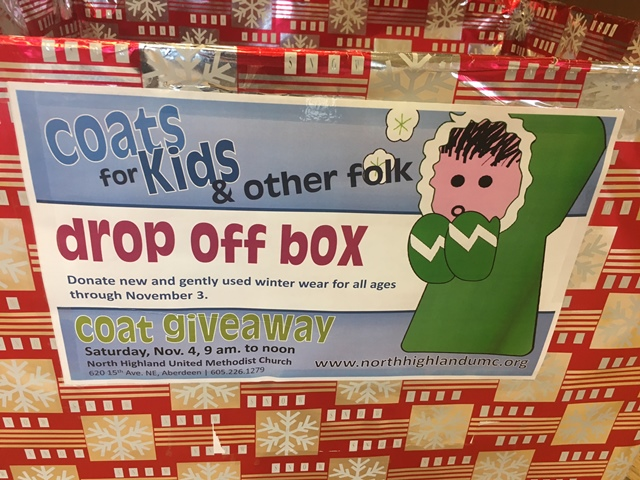 coats
for Kids
& other folk
drop off box
Donate new and gently used winter wear for all ages
through November 3.
coat giveaway
Saturday, Nov. 4, 9 am. to noon
North Highland United Methodist Church
620 15th Ave. NE, Aberdeen | 605.226.1279
www.northhighlandumc.org